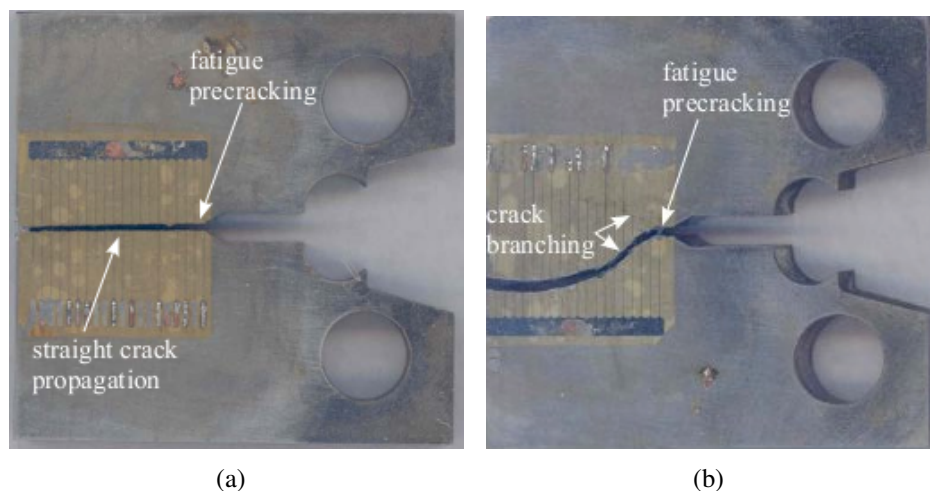 fatigue
precracking
straight crack
propagation
fatigue
precracking
crack
branching
(a)
(b)